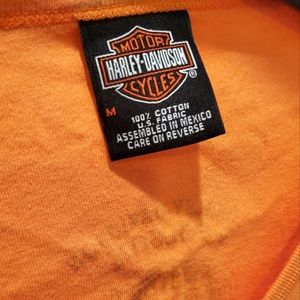 MOTOR
HARLEY-DAVIDSON
CYCLES
®
M
100% COTTON
U.S. FABRIC
ASSEMBLED IN MEXICO
CARE ON REVERSE